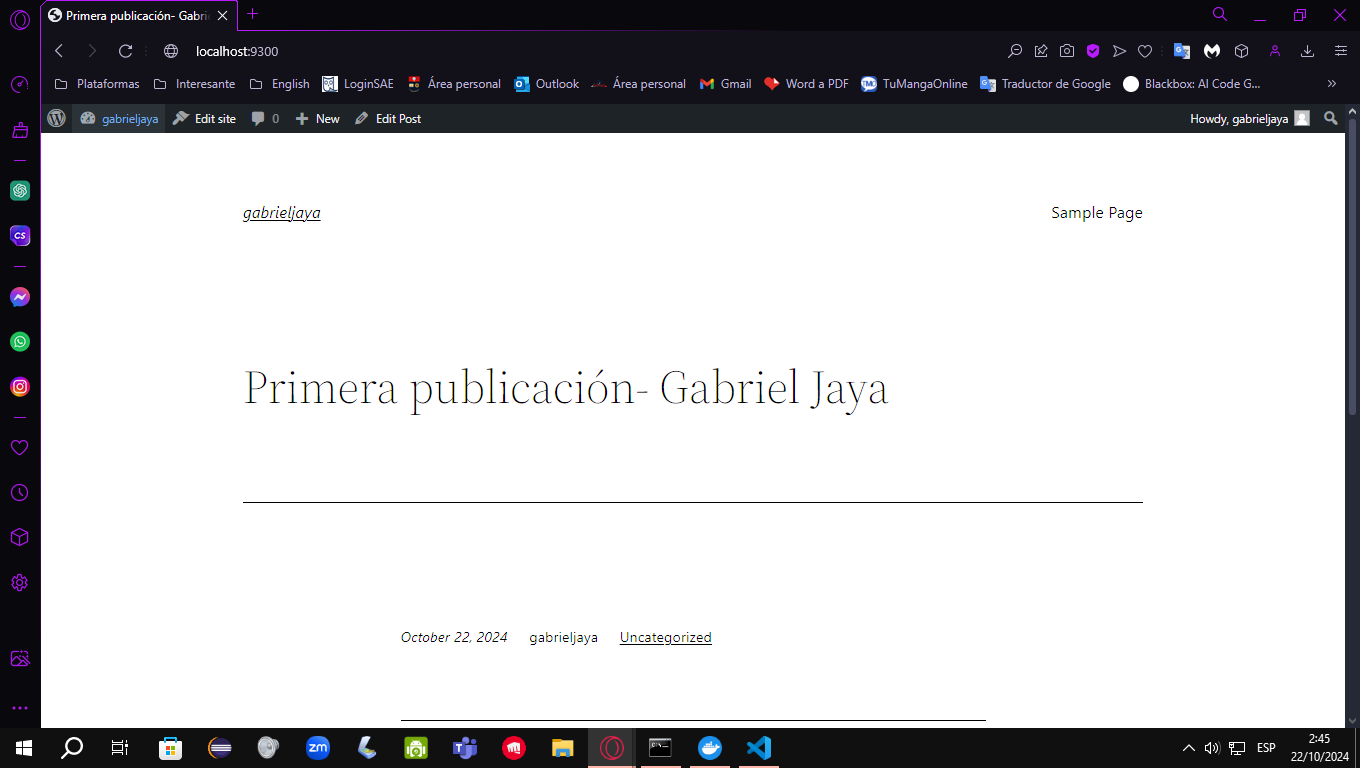 Primera publicación- Gabri
localhost:9300
Plataformas Interesante English LoginSAE Área personal Outlook Área personal Gmail Word a PDF TuMangaOnline Traductor de Google Blackbox: AI Code G... »
gabrieljaya Edit site 0 New Edit Post Howdy, gabrieljaya
gabrieljaya Sample Page
Primera publicación- Gabriel Jaya
October 22, 2024 gabrieljaya Uncategorized
ESP 2:45
22/10/2024